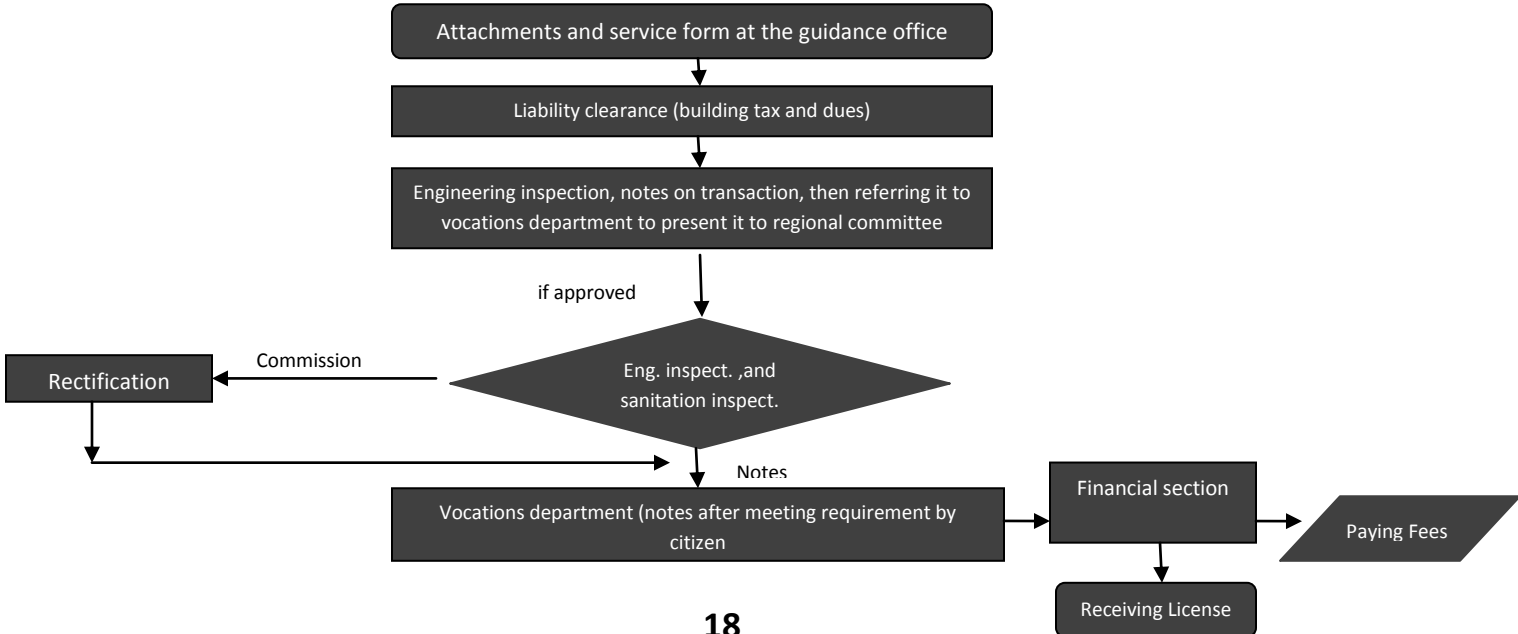 Attachments and service form at the guidance office
Liability clearance (building tax and dues)
Engineering inspection, notes on transaction, then referring it to
vocations department to present it to regional committee
if approved
Eng. inspect. ,and
sanitation inspect.
Commission
Rectification
Notes
Vocations department (notes after meeting requirement by
citizen
Financial section
Paying Fees
Receiving License
18